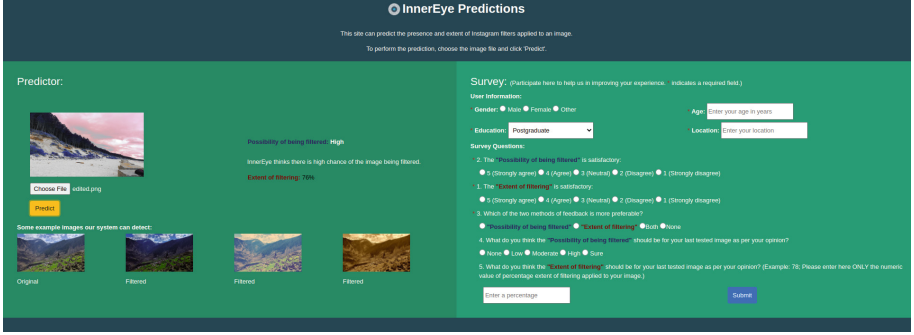 InnerEye Predictions
This site can predict the presence and extent of Instagram filters applied to an image.
To perform the prediction, choose the image file and click 'Predict'.
Predictor:
Possibility of being filtered: High
InnerEye thinks there is high chance of the image being filtered.
Extent of filtering: 76%
Choose File edited.png
Predict
Some example images our system can detect:
Original Filtered Filtered Filtered
Survey: (Participate here to help us in improving your experience. * indicates a required field.)
User Information:
* Gender: Male Female Other
* Age: Enter your age in years
* Education: Postgraduate
* Location: Enter your location
Survey Questions:
* 2. The "Possibility of being filtered" is satisfactory:
5 (Strongly agree) 4 (Agree) 3 (Neutral) 2 (Disagree) 1 (Strongly disagree)
* 1. The "Extent of filtering" is satisfactory:
5 (Strongly agree) 4 (Agree) 3 (Neutral) 2 (Disagree) 1 (Strongly disagree)
* 3. Which of the two methods of feedback is more preferable?
"Possibility of being filtered" "Extent of filtering" Both None
4. What do you think the "Possibility of being filtered" should be for your last tested image as per your opinion?
None Low Moderate High Sure
5. What do you think the "Extent of filtering" should be for your last tested image as per your opinion? (Example: 78; Please enter here ONLY the numeric
value of percentage extent of filtering applied to your image.)
Enter a percentage
Submit